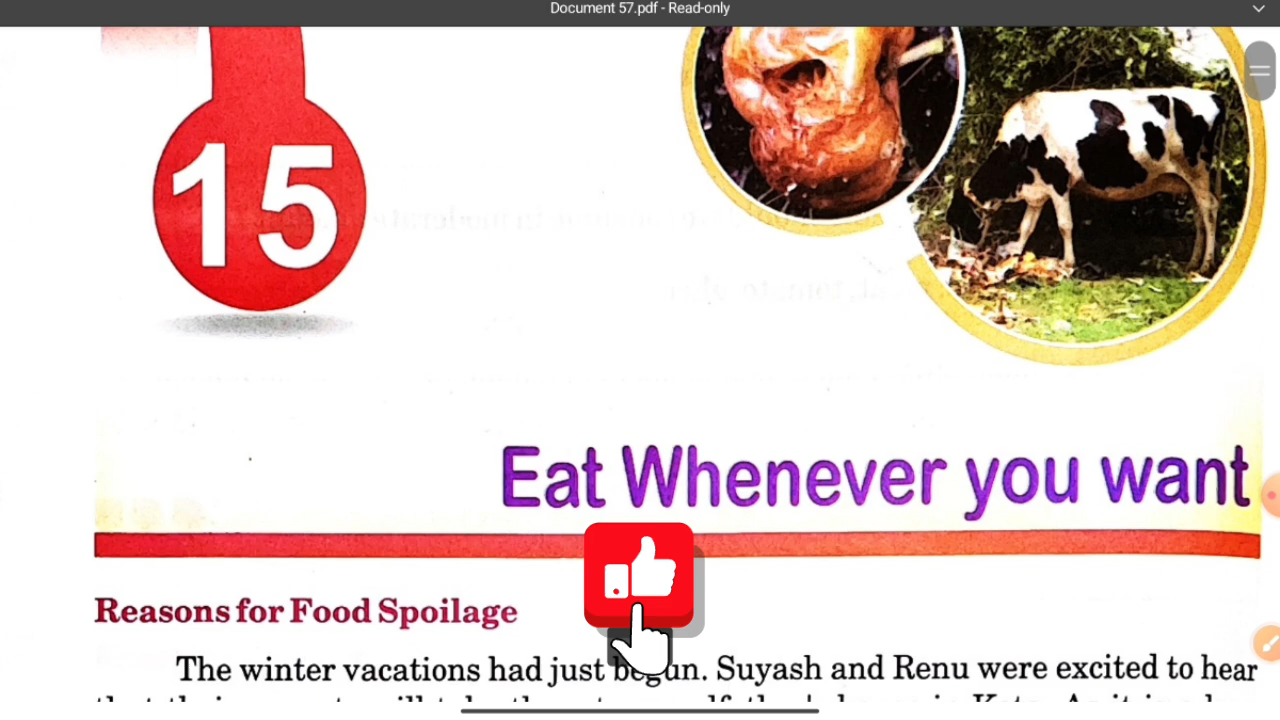 Document 57.pdf - Read-only
15
Eat Whenever you want
Reasons for Food Spoilage
The winter vacations had just begun. Suyash and Renu were excited to hear